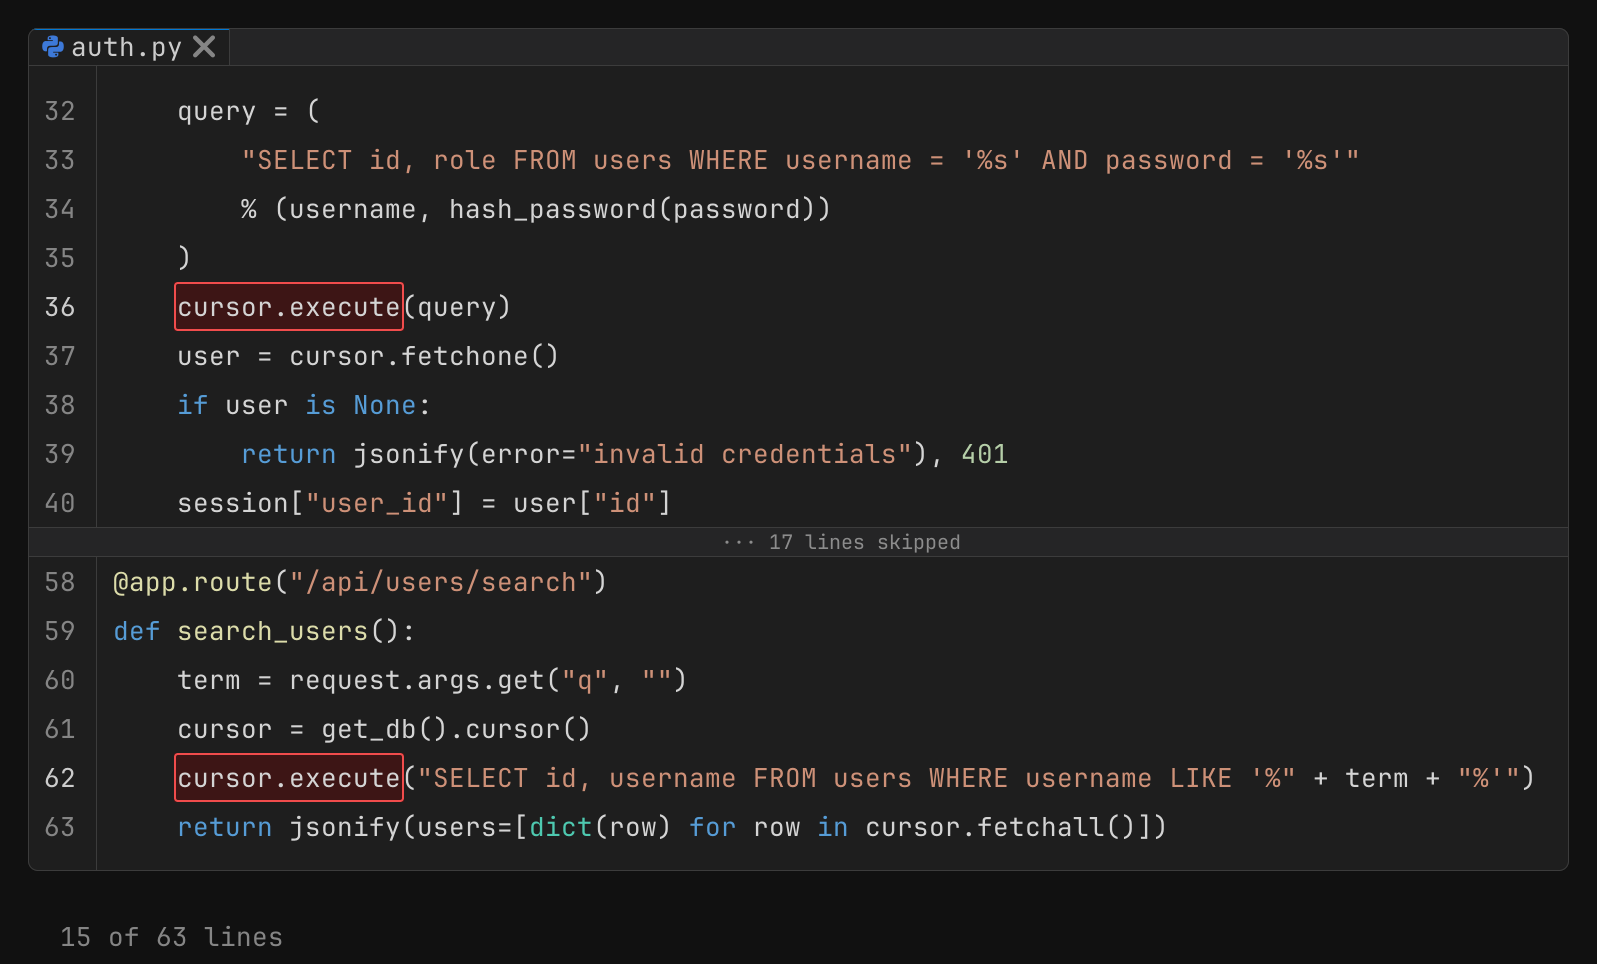 auth.py
32     query = (
33         "SELECT id, role FROM users WHERE username = '%s' AND password = '%s'"
34         % (username, hash_password(password))
35     )
36     cursor.execute(query)
37     user = cursor.fetchone()
38     if user is None:
39         return jsonify(error="invalid credentials"), 401
40     session["user_id"] = user["id"]
··· 17 lines skipped
58 @app.route("/api/users/search")
59 def search_users():
60     term = request.args.get("q", "")
61     cursor = get_db().cursor()
62     cursor.execute("SELECT id, username FROM users WHERE username LIKE '%" + term + "%'")
63     return jsonify(users=[dict(row) for row in cursor.fetchall()])
15 of 63 lines